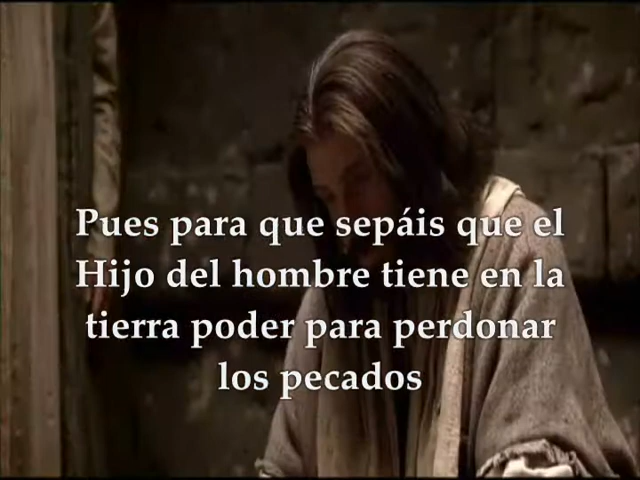 Pues para que sepáis que el
Hijo del hombre tiene en la
tierra poder para perdonar
los pecados